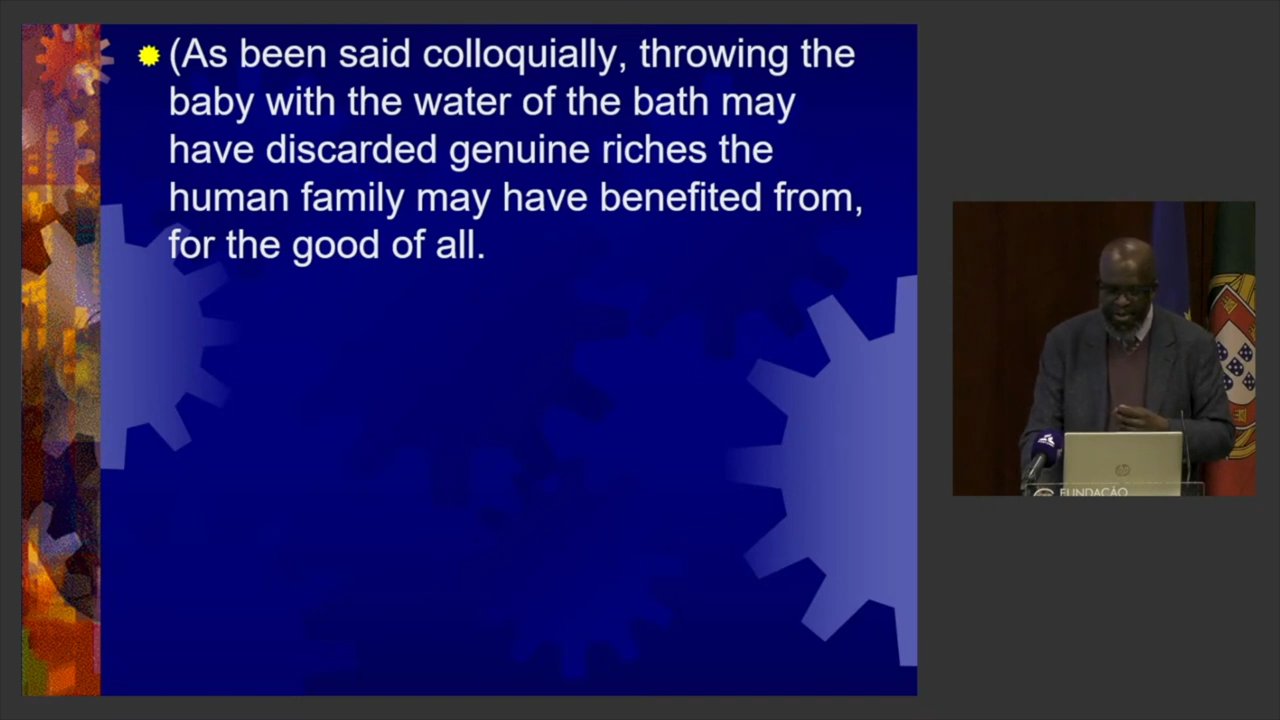 (As been said colloquially, throwing the
baby with the water of the bath may
have discarded genuine riches the
human family may have benefited from,
for the good of all.
FUNDAÇÃO